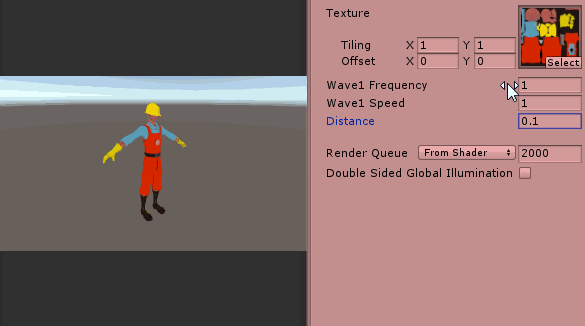 Texture
Tiling X 1 Y 1
Offset X 0 Y 0
Select
Wave1 Frequency 1
Wave1 Speed 1
Distance 0.1
Render Queue From Shader 2000
Double Sided Global Illumination